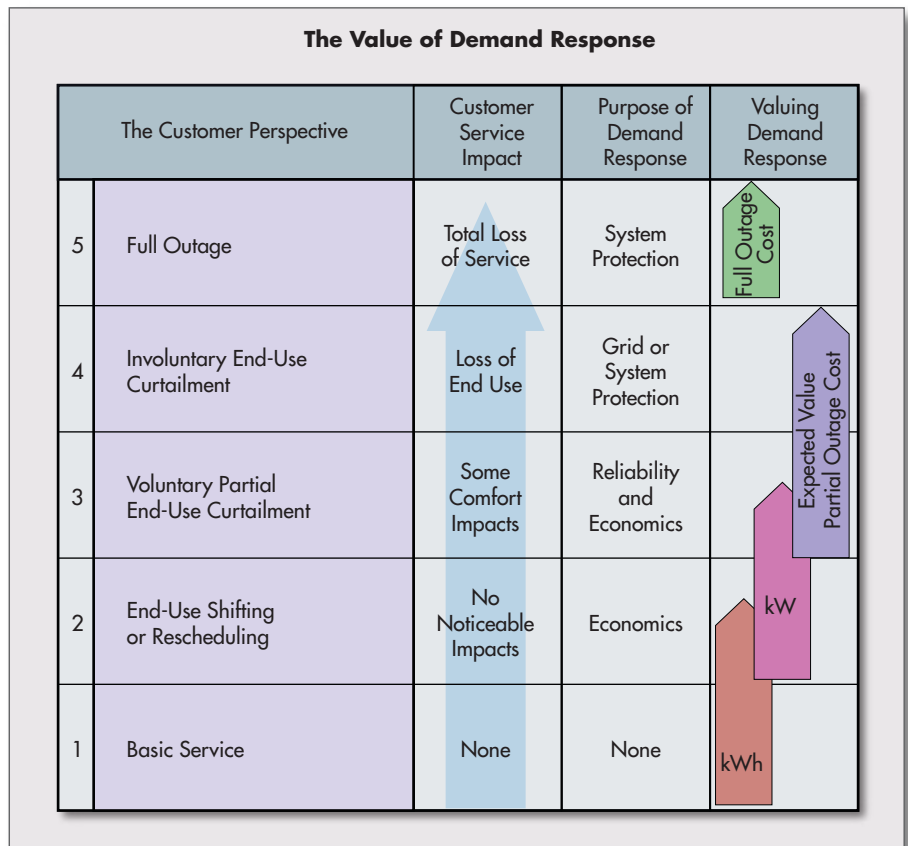 The Value of Demand Response
The Customer Perspective
Customer
Service
Impact
Purpose of
Demand
Response
Valuing
Demand
Response
5
Full Outage
Total Loss
of Service
System
Protection
Full Outage
Cost
4
Involuntary End-Use
Curtailment
Loss of
End Use
Grid or
System
Protection
Expected Value
Partial Outage Cost
3
Voluntary Partial
End-Use Curtailment
Some
Comfort
Impacts
Reliability
and
Economics
2
End-Use Shifting
or Rescheduling
No
Noticeable
Impacts
Economics
kW
1
Basic Service
None
None
kWh